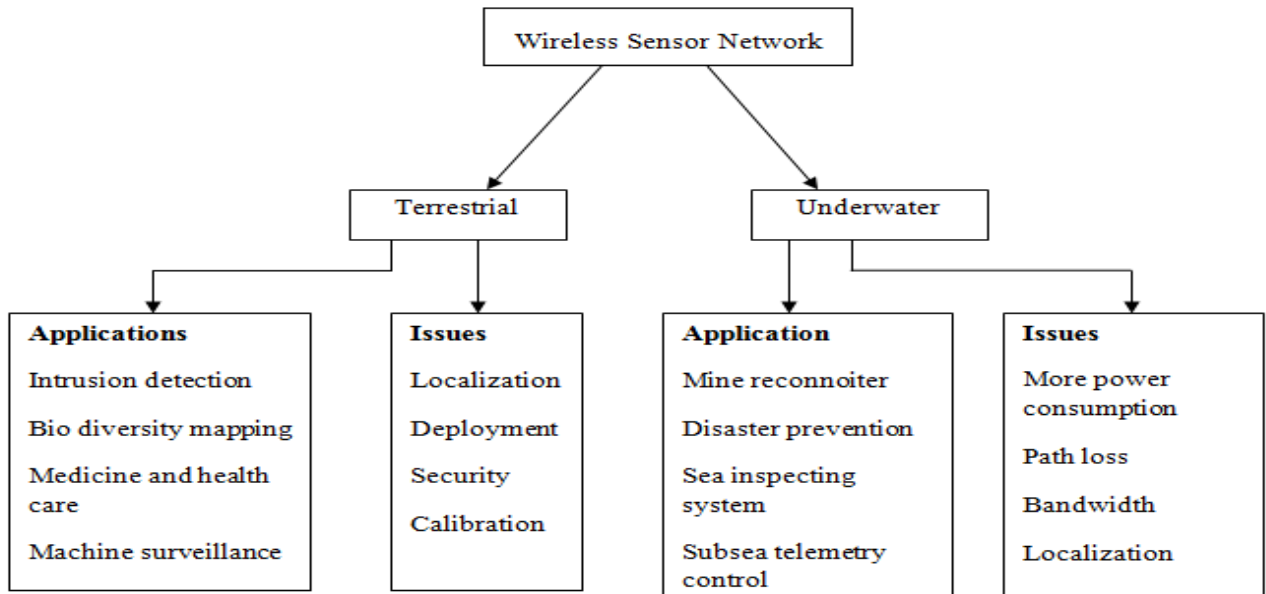 Wireless Sensor Network
Terrestrial
Underwater
Applications
Intrusion detection
Bio diversity mapping
Medicine and health
care
Machine surveillance
Issues
Localization
Deployment
Security
Calibration
Application
Mine reconnoiter
Disaster prevention
Sea inspecting
system
Subsea telemetry
control
Issues
More power
consumption
Path loss
Bandwidth
Localization